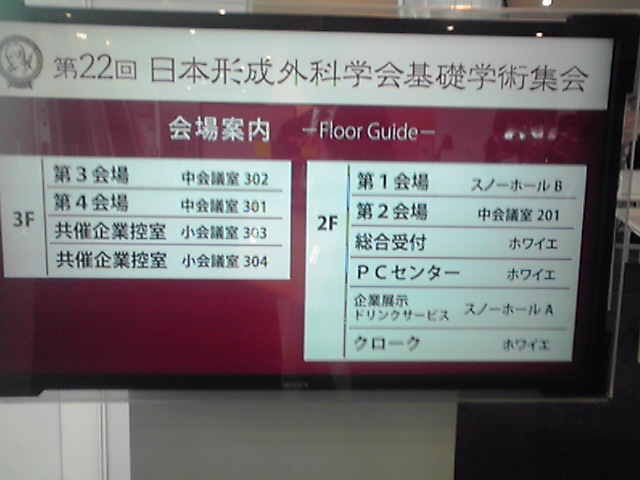 第22回 日本形成外科学会基礎学術集会
会場案内 －Floor Guide－
3F
第3会場 中会議室 302
第4会場 中会議室 301
共催企業控室 小会議室 303
共催企業控室 小会議室 304
2F
第1会場 スノーホール B
第2会場 中会議室 201
総合受付 ホワイエ
PCセンター ホワイエ
企業展示
ドリンクサービス スノーホール A
クローク ホワイエ
SONY